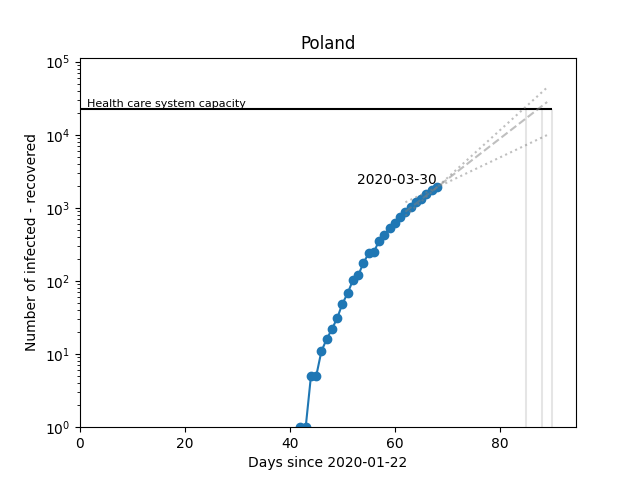 Poland
10^5
Health care system capacity
10^4
2020-03-30
10^3
10^2
10^1
10^0
Number of infected - recovered
0 20 40 60 80
Days since 2020-01-22